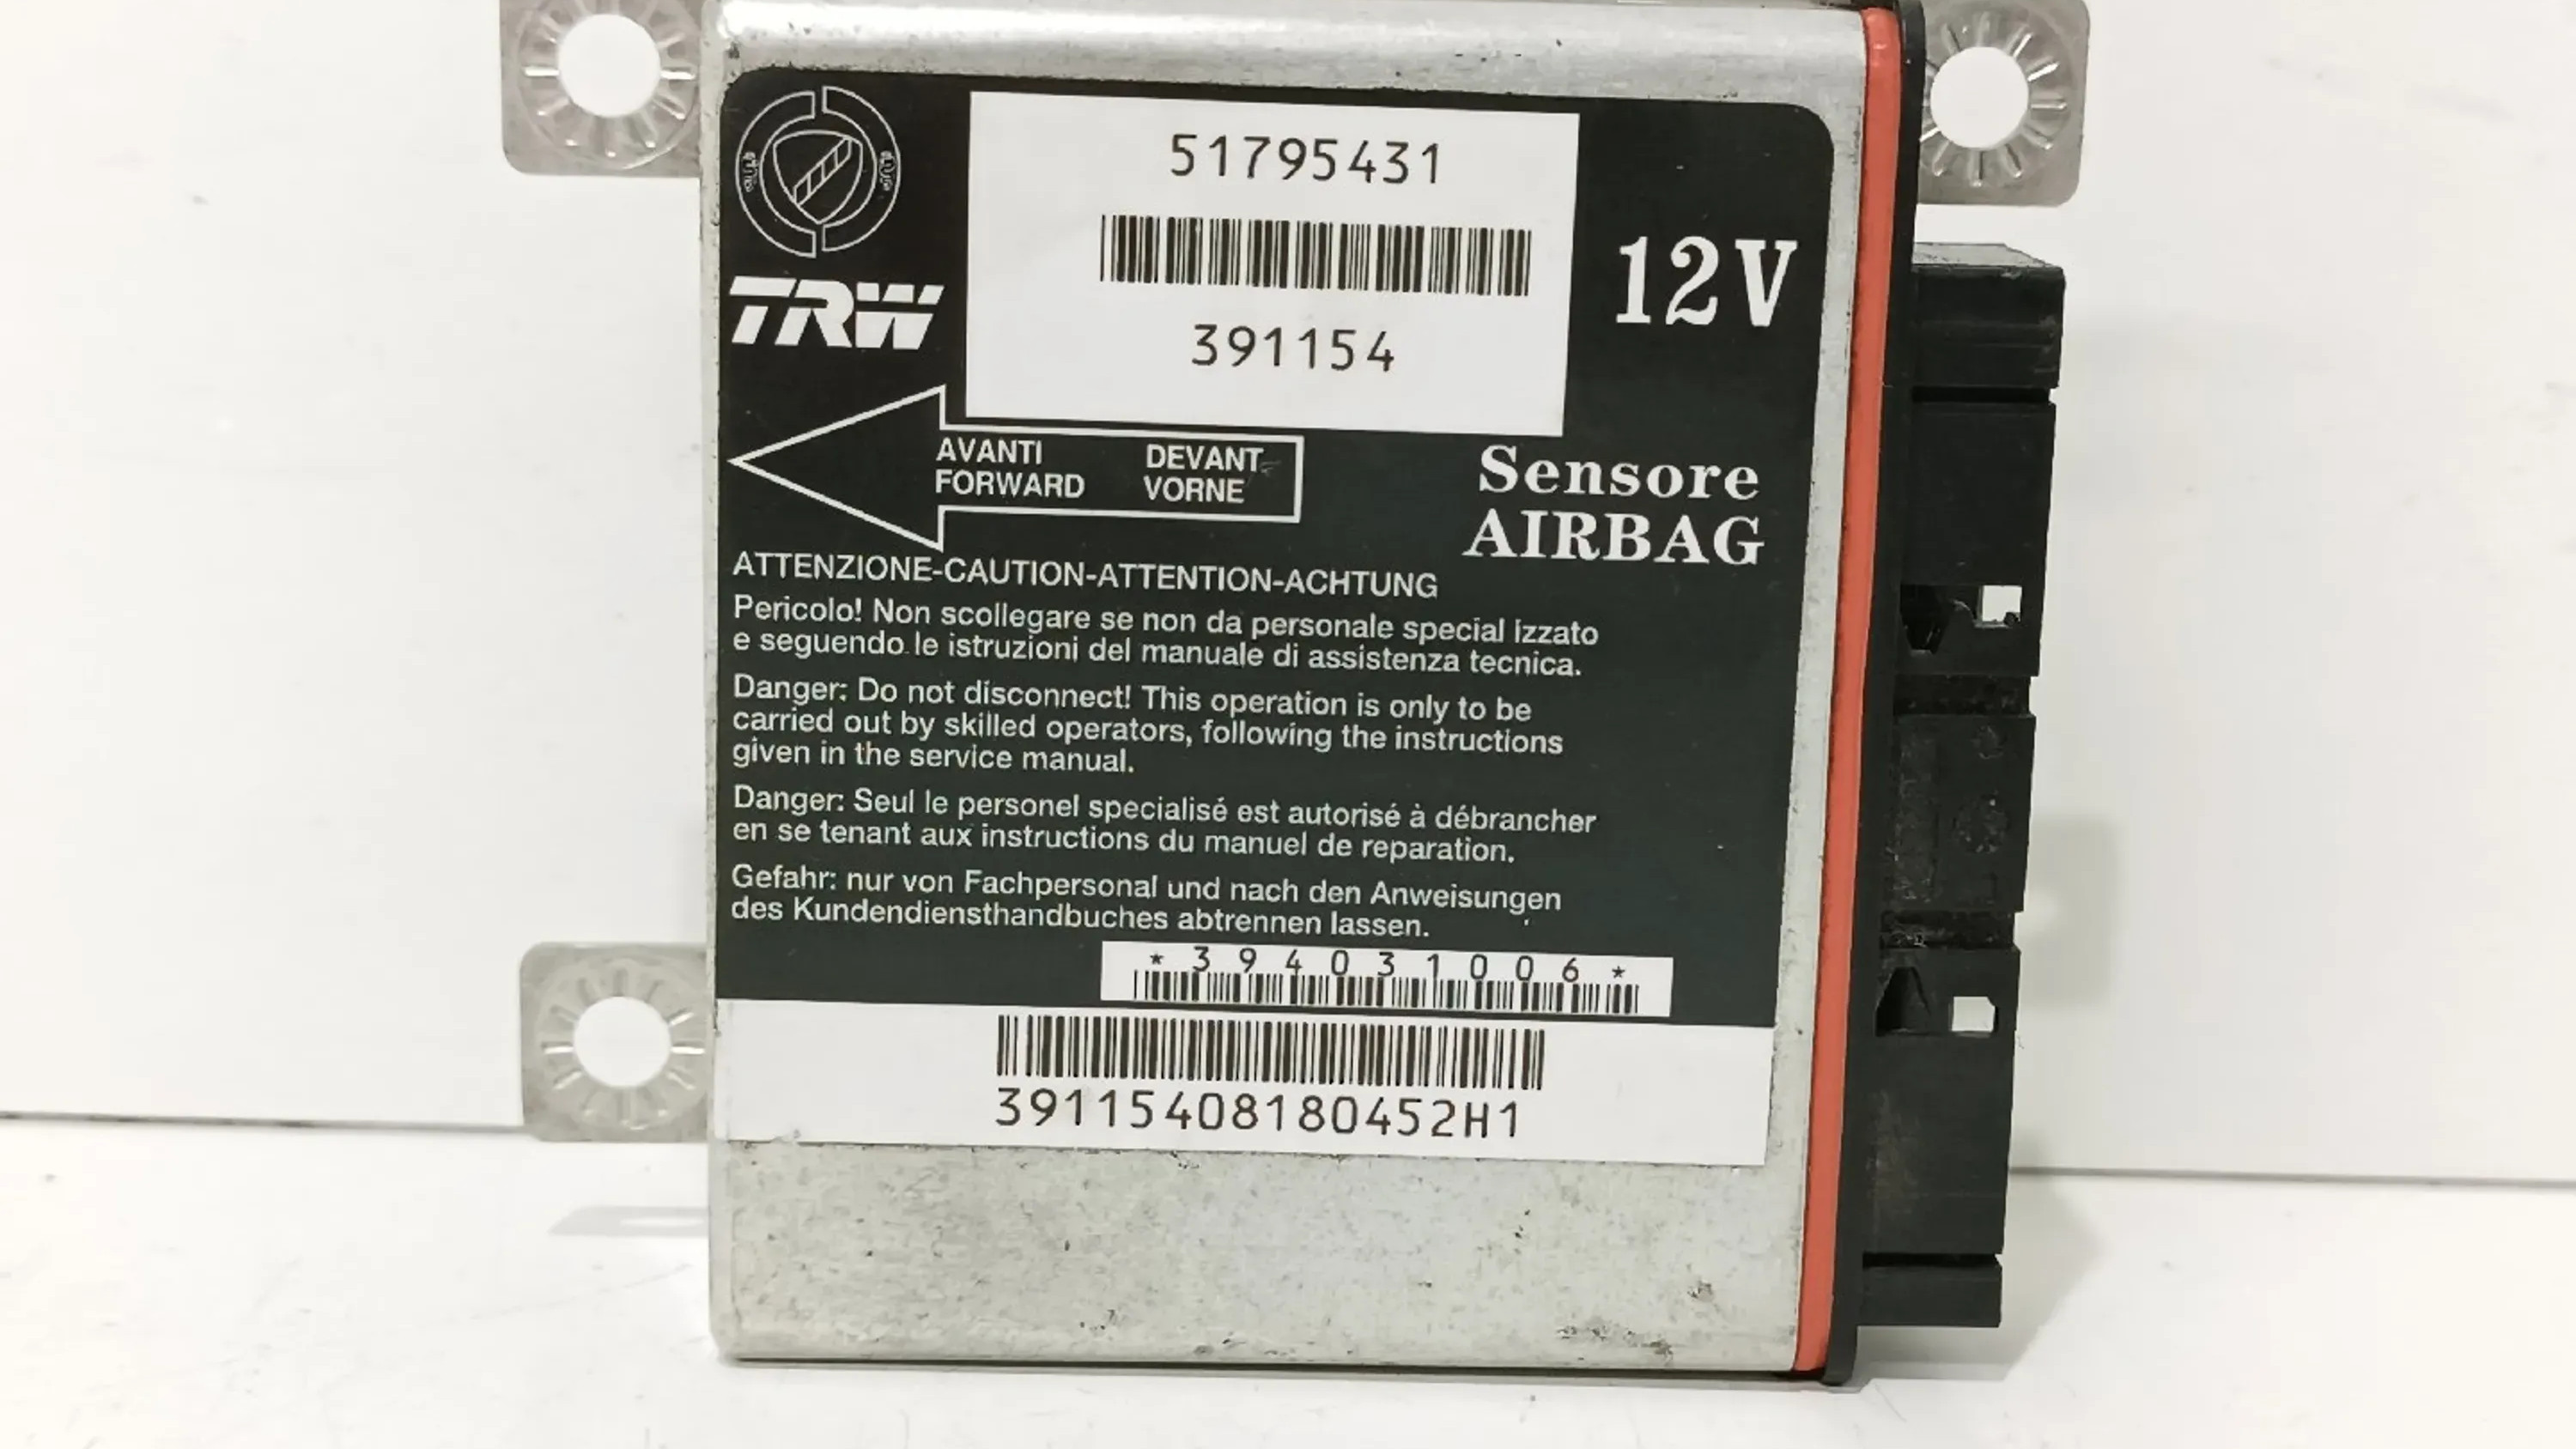 51795431
391154
12V
TRW
AVANTI DEVANT
FORWARD VORNE
Sensore
AIRBAG
ATTENZIONE-CAUTION-ATTENTION-ACHTUNG
Pericolo! Non scollegare se non da personale special izzato
e seguendo le istruzioni del manuale di assistenza tecnica.
Danger: Do not disconnect! This operation is only to be
carried out by skilled operators, following the instructions
given in the service manual.
Danger: Seul le personel specialisé est autorisé à débrancher
en se tenant aux instructions du manuel de reparation.
Gefahr: nur von Fachpersonal und nach den Anweisungen
des Kundendiensthandbuches abtrennen lassen.
*394031006*
39115408180452H1